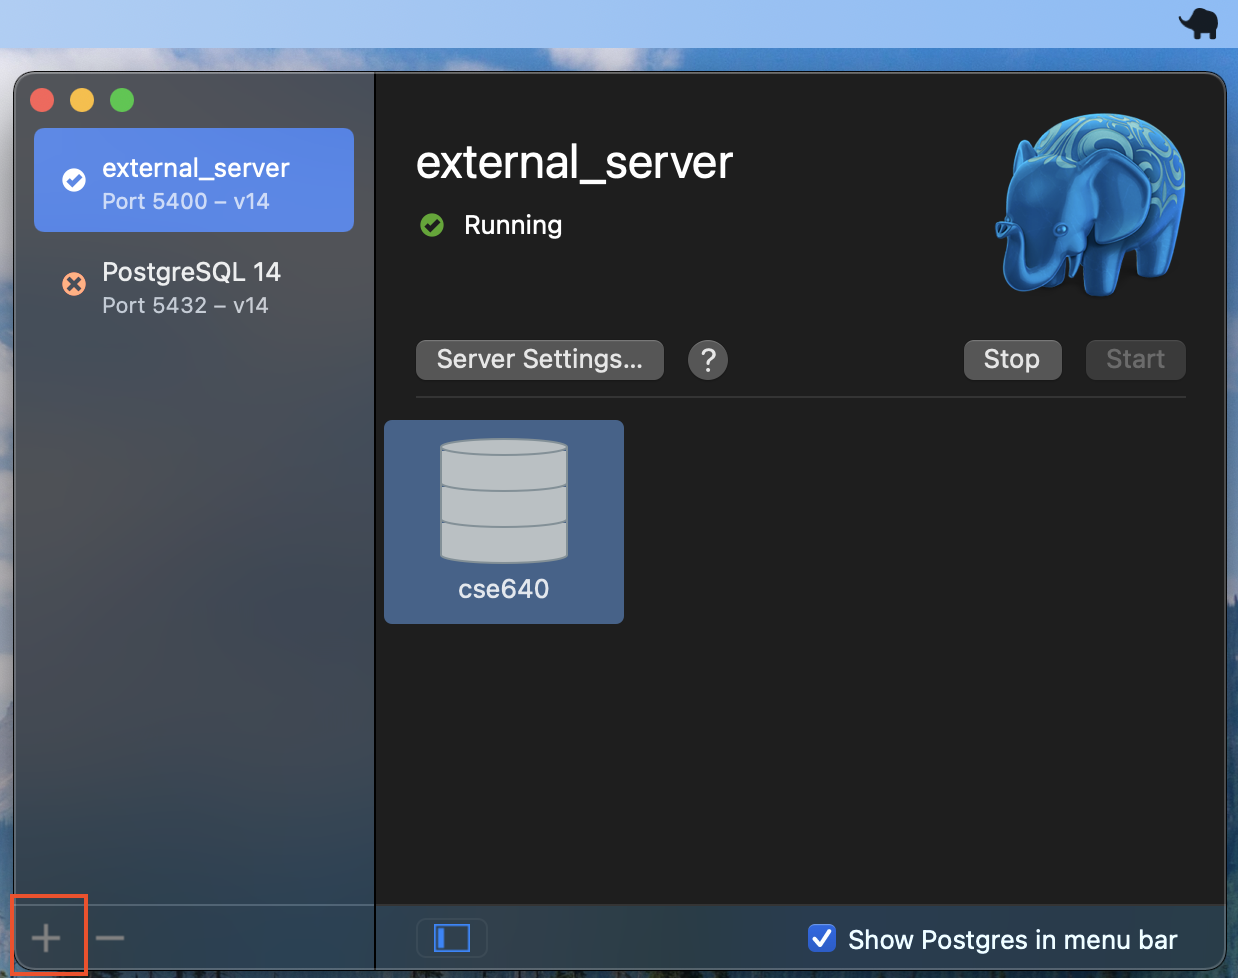 external_server
Port 5400 – v14
PostgreSQL 14
Port 5432 – v14
external_server
Running
Server Settings...
?
Stop
Start
cse640
Show Postgres in menu bar